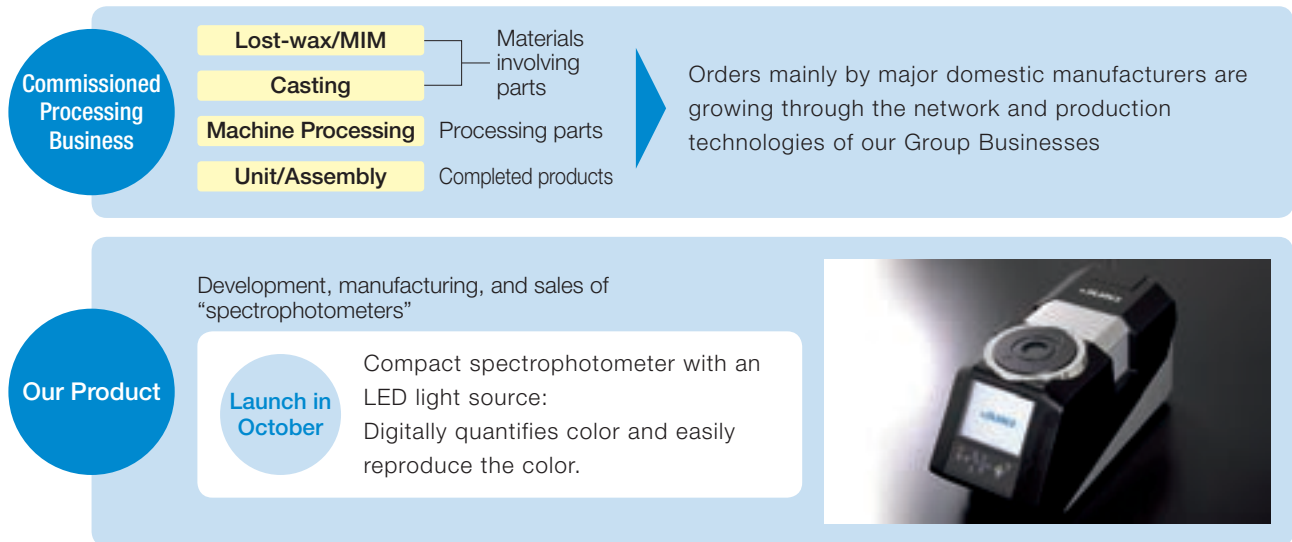 Commissioned
Processing
Business
Lost-wax/MIM
Casting
Materials
involving
parts
Machine Processing
Processing parts
Unit/Assembly
Completed products
Orders mainly by major domestic manufacturers are
growing through the network and production
technologies of our Group Businesses
Our Product
Development, manufacturing, and sales of
“spectrophotometers”
Launch in
October
Compact spectrophotometer with an
LED light source:
Digitally quantifies color and easily
reproduce the color.